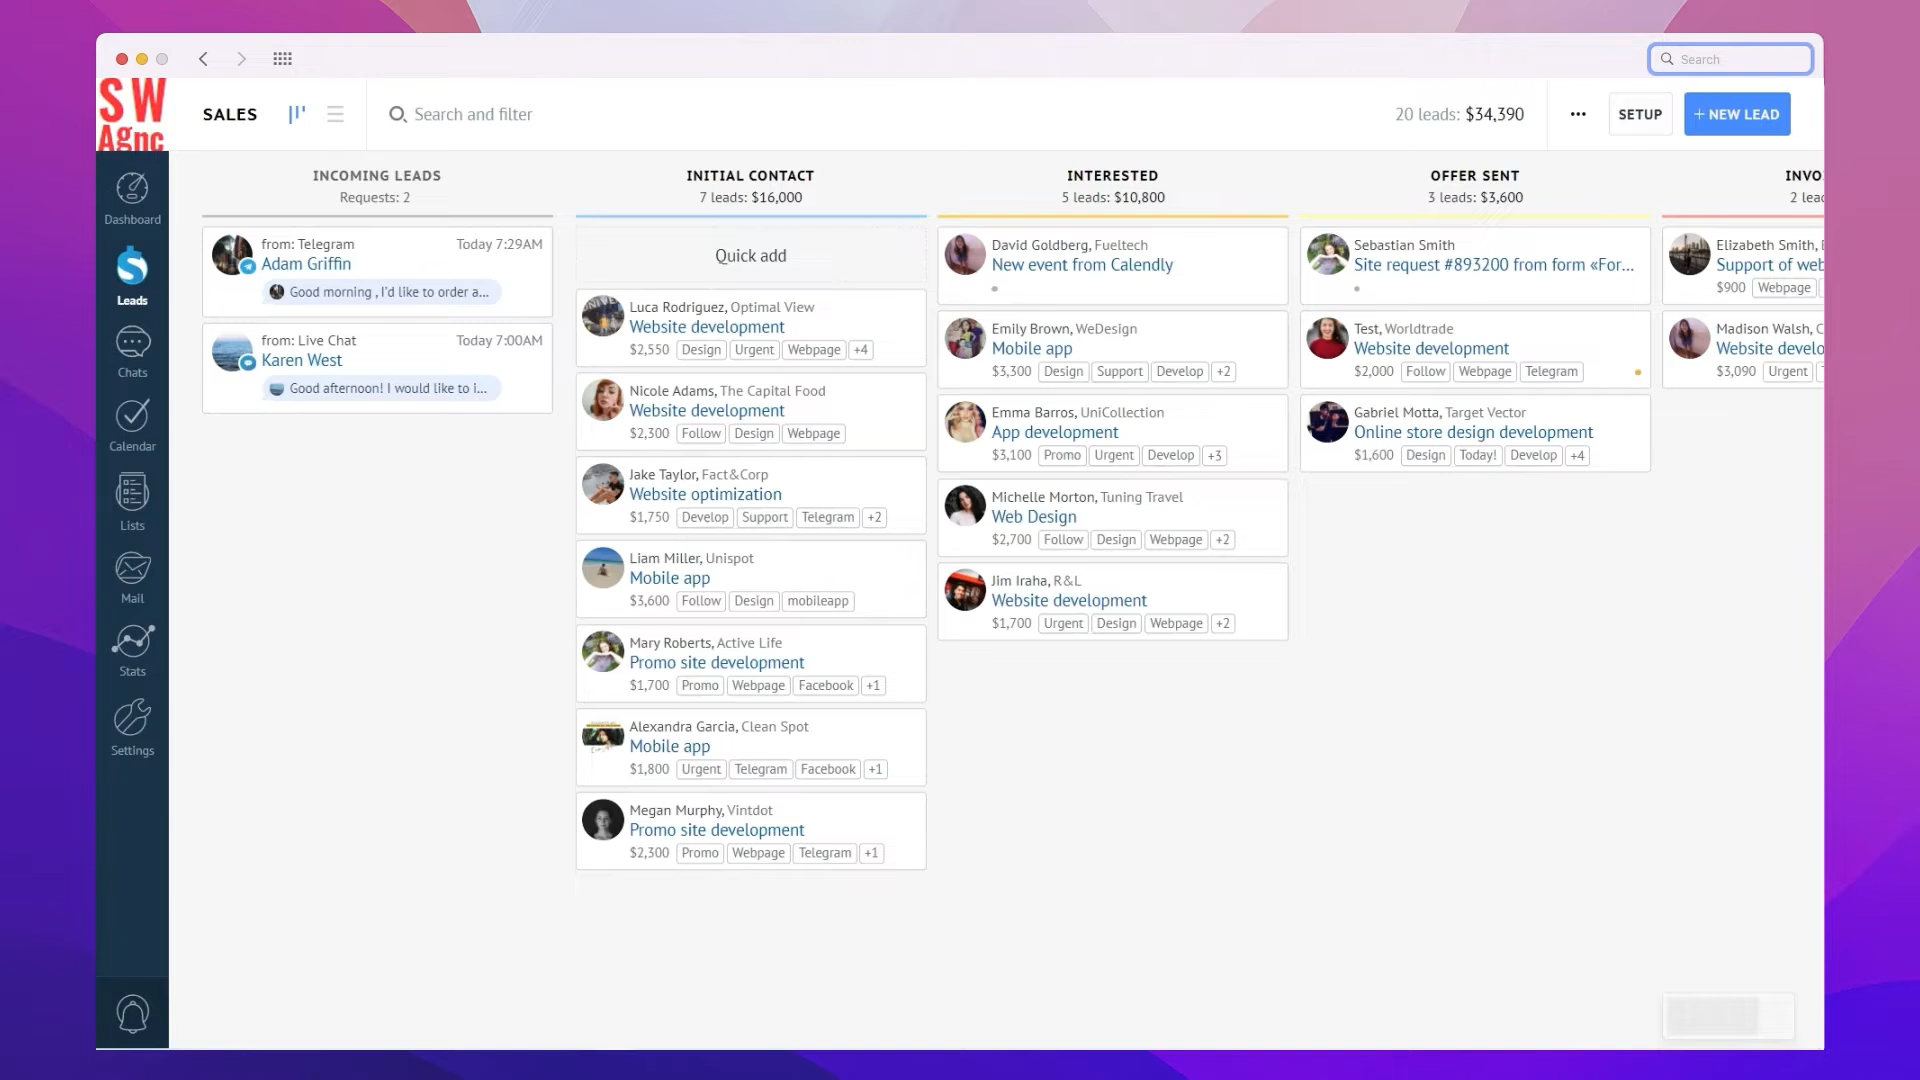 Search
SW
Agnc
SALES
Search and filter
20 leads: $34,390
SETUP
+ NEW LEAD
Dashboard
Leads
Chats
Calendar
Lists
Mail
Stats
Settings
INCOMING LEADS
Requests: 2
from: Telegram
Today 7:29AM
Adam Griffin
Good morning , I'd like to order a...
from: Live Chat
Today 7:00AM
Karen West
Good afternoon! I would like to i...
INITIAL CONTACT
7 leads: $16,000
Quick add
Luca Rodriguez, Optimal View
Website development
$2,550 Design Urgent Webpage +4
Nicole Adams, The Capital Food
Website development
$2,300 Follow Design Webpage
Jake Taylor, Fact&Corp
Website optimization
$1,750 Develop Support Telegram +2
Liam Miller, Unispot
Mobile app
$3,600 Follow Design mobileapp
Mary Roberts, Active Life
Promo site development
$1,700 Promo Webpage Facebook +1
Alexandra Garcia, Clean Spot
Mobile app
$1,800 Urgent Telegram Facebook +1
Megan Murphy, Vintdot
Promo site development
$2,300 Promo Webpage Telegram +1
INTERESTED
5 leads: $10,800
David Goldberg, Fueltech
New event from Calendly
Emily Brown, WeDesign
Mobile app
$3,300 Design Support Develop +2
Emma Barros, UniCollection
App development
$3,100 Promo Urgent Develop +3
Michelle Morton, Tuning Travel
Web Design
$2,700 Follow Design Webpage +2
Jim Iraha, R&L
Website development
$1,700 Urgent Design Webpage +2
OFFER SENT
3 leads: $3,600
Sebastian Smith
Site request #893200 from form «For...
Test, Worldtrade
Website development
$2,000 Follow Webpage Telegram
Gabriel Motta, Target Vector
Online store design development
$1,600 Design Today! Develop +4
INVO
2 lead
Elizabeth Smith,
Support of web
$900 Webpage
Madison Walsh, C
Website develo
$3,090 Urgent